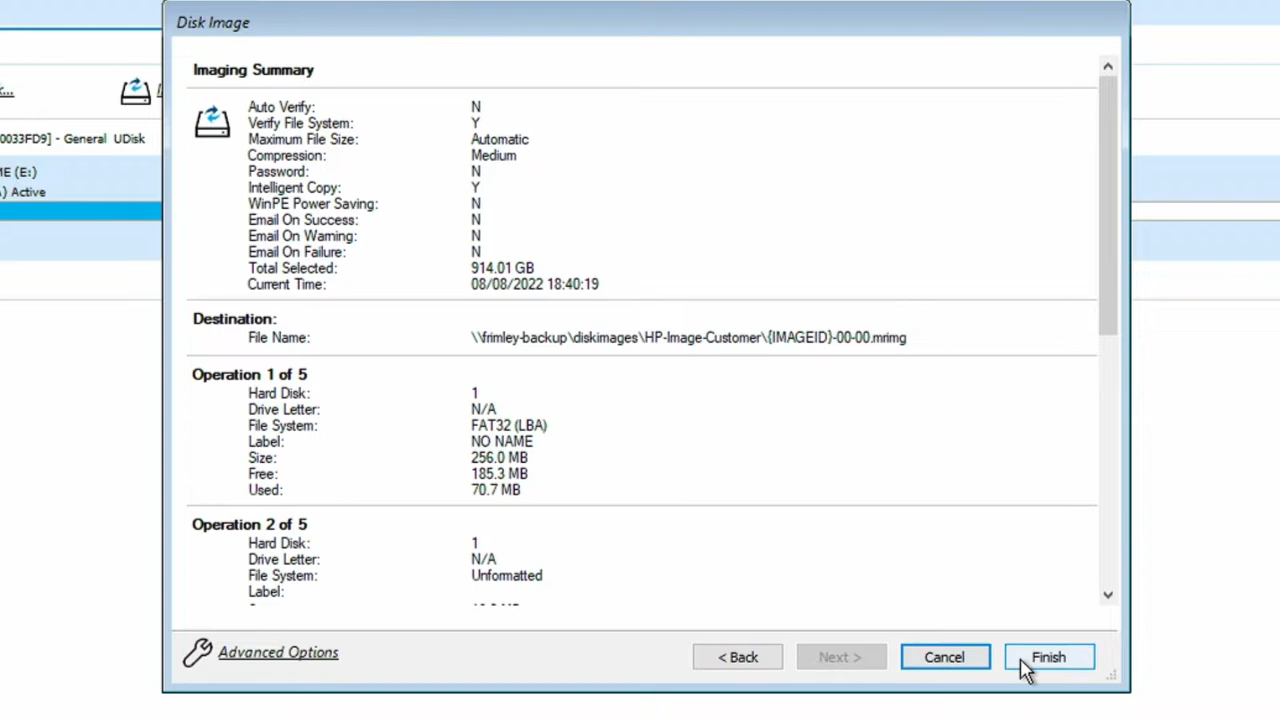 Disk Image
Imaging Summary
Auto Verify: N
Verify File System: Y
Maximum File Size: Automatic
Compression: Medium
Password: N
Intelligent Copy: Y
WinPE Power Saving: N
Email On Success: N
Email On Warning: N
Email On Failure: N
Total Selected: 914.01 GB
Current Time: 08/08/2022 18:40:19
Destination:
File Name: \\frimley-backup\diskimages\HP-Image-Customer\{IMAGEID}-00-00.mrimg
Operation 1 of 5
Hard Disk: 1
Drive Letter: N/A
File System: FAT32 (LBA)
Label: NO NAME
Size: 256.0 MB
Free: 185.3 MB
Used: 70.7 MB
Operation 2 of 5
Hard Disk: 1
Drive Letter: N/A
File System: Unformatted
Label:
Advanced Options
< Back
Next >
Cancel
Finish
0033FD9] - General UDisk
ME (E:)
) Active